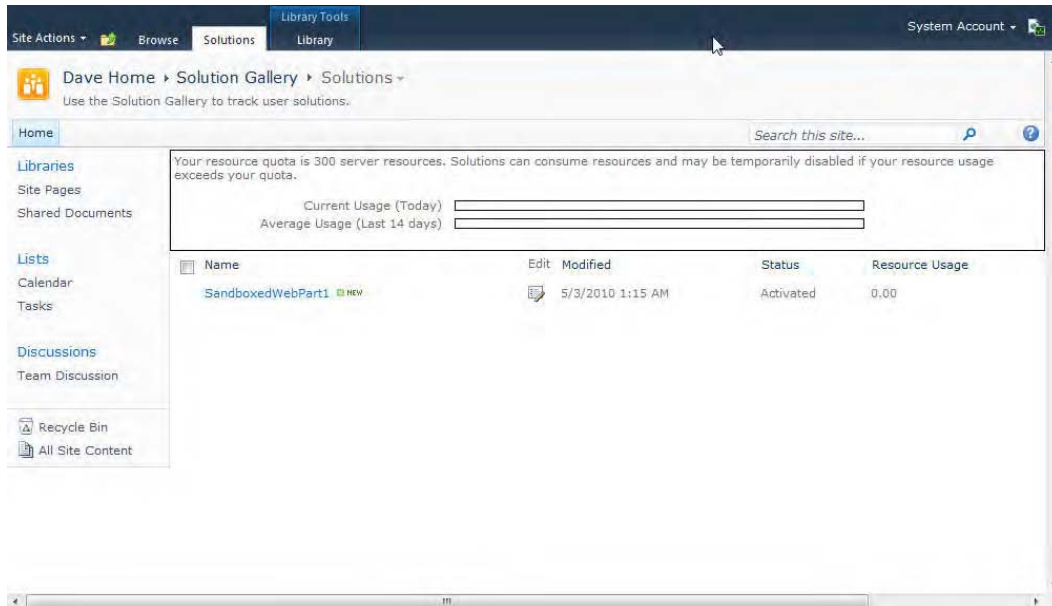 Library Tools
Site Actions Browse Solutions Library System Account
Dave Home Solution Gallery Solutions
Use the Solution Gallery to track user solutions.
Home Search this site...
Libraries
Site Pages
Shared Documents
Lists
Calendar
Tasks
Discussions
Team Discussion
Recycle Bin
All Site Content
Your resource quota is 300 server resources. Solutions can consume resources and may be temporarily disabled if your resource usage
exceeds your quota.
Current Usage (Today)
Average Usage (Last 14 days)
Name Edit Modified Status Resource Usage
SandboxedWebPart1 NEW 5/3/2010 1:15 AM Activated 0.00